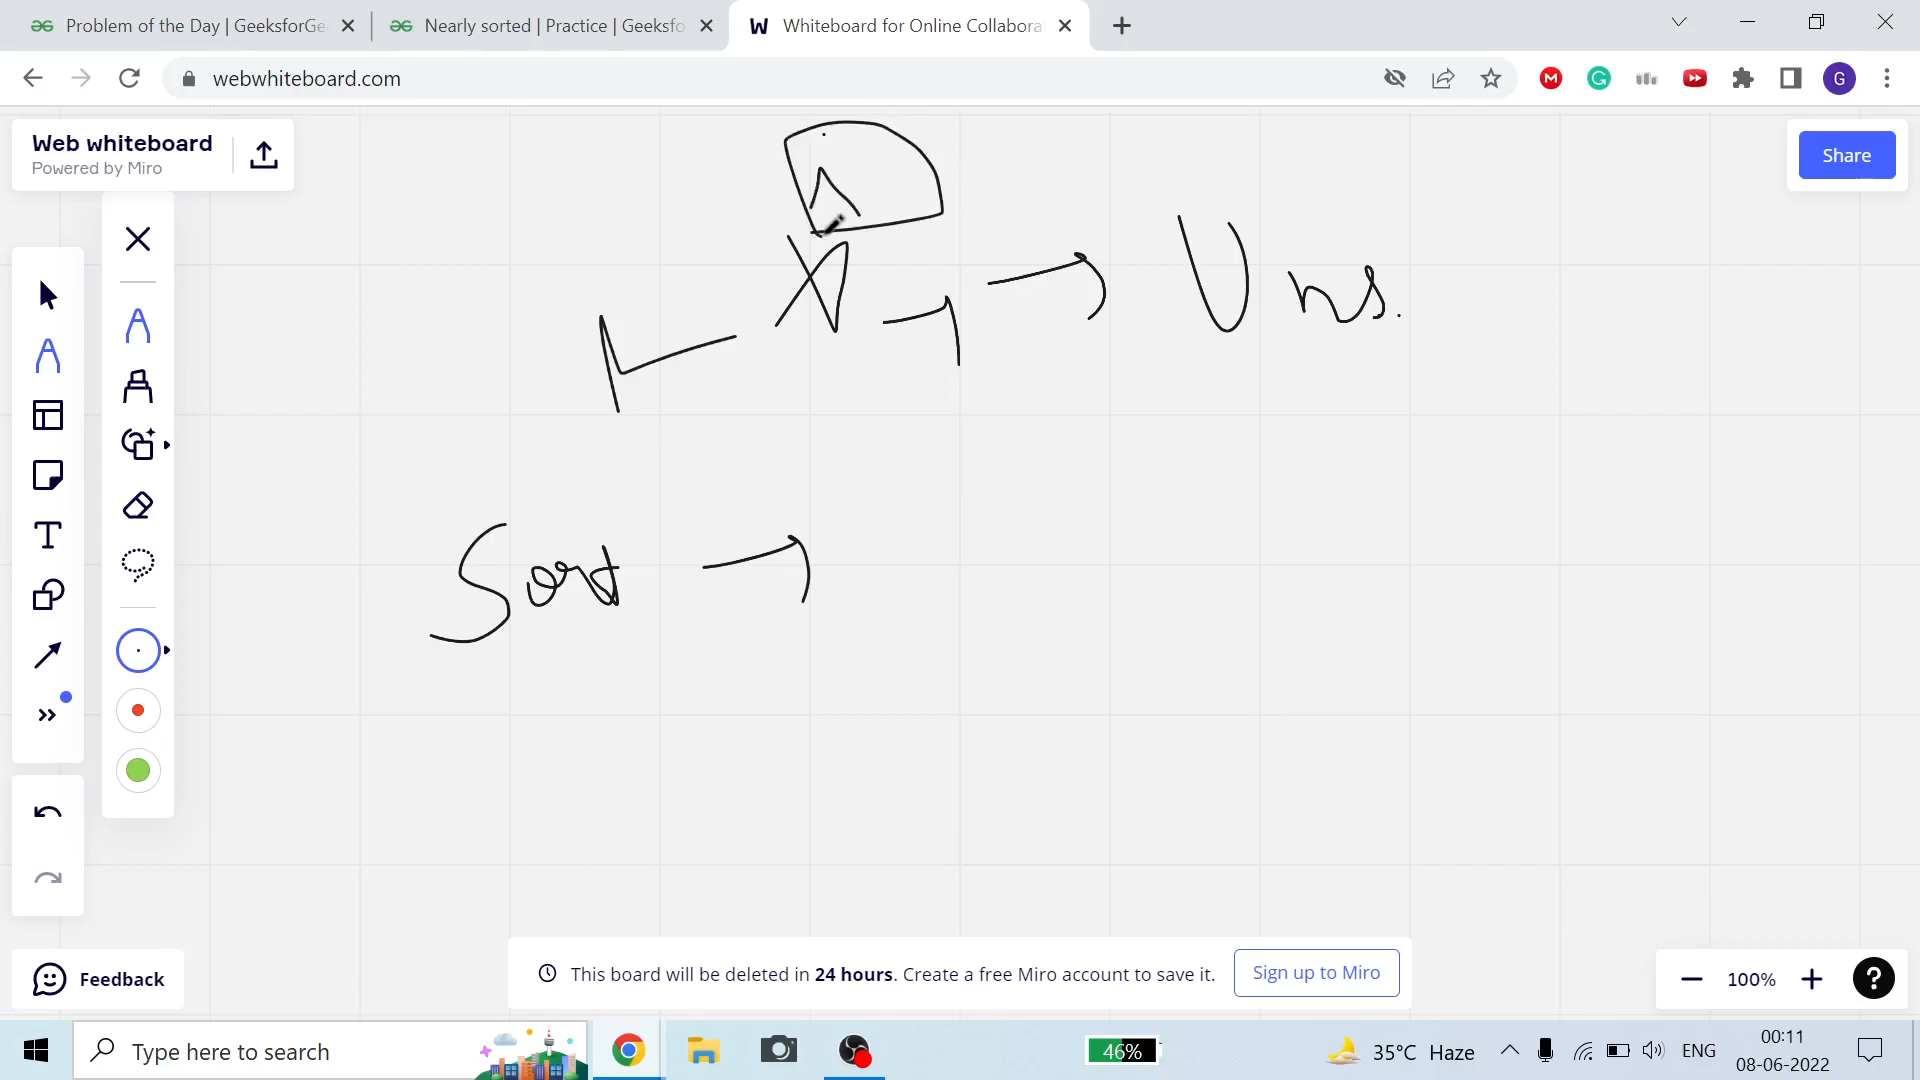 Problem of the Day | GeeksforGe
Nearly sorted | Practice | Geeksfo
Whiteboard for Online Collabora
webwhiteboard.com
G
Web whiteboard
Powered by Miro
Share
Uns.
Sort →
Feedback
This board will be deleted in 24 hours. Create a free Miro account to save it.
Sign up to Miro
100%
Type here to search
46%
35°C Haze
ENG
00:11
08-06-2022